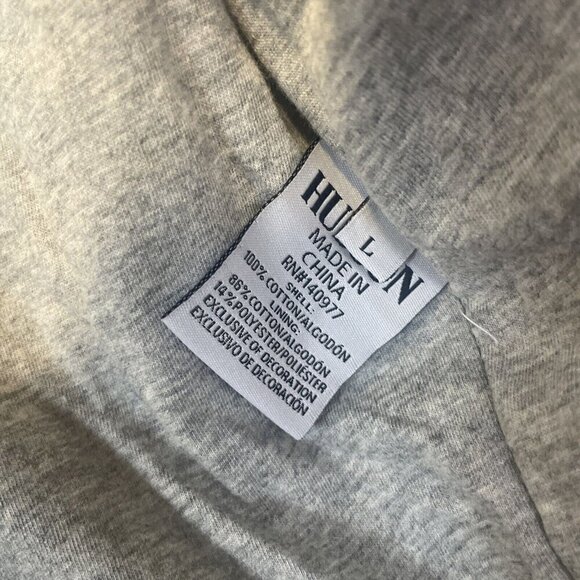 HU
N
L
MADE IN
CHINA
RN#140977
SHELL:
100% COTTON/ALGODÓN
LINING:
86% COTTON/ALGODÓN
14% POLYESTER/POLIÉSTER
EXCLUSIVE OF DECORATION
EXCLUSIVO DE DECORACIÓN